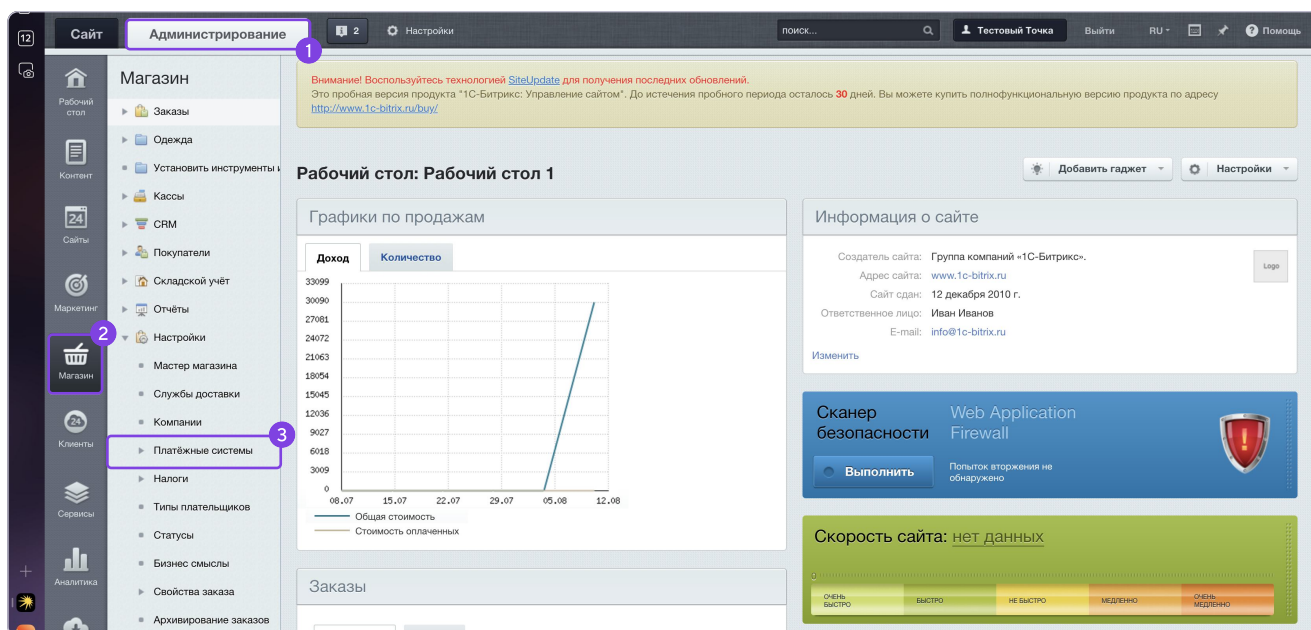 12
Сайт
Администрирование
1
2
Настройки
поиск...
Тестовый Точка
Выйти
RU
Помощь
Рабочий
стол
Контент
24
Сайты
Маркетинг
2
Магазин
24
Клиенты
Сервисы
Аналитика
Магазин
Заказы
Одежда
Установить инструменты и
Кассы
CRM
Покупатели
Складской учёт
Отчёты
Настройки
Мастер магазина
Службы доставки
Компании
3
Платёжные системы
Налоги
Типы плательщиков
Статусы
Бизнес смыслы
Свойства заказа
Архивирование заказов
Внимание! Воспользуйтесь технологией SiteUpdate для получения последних обновлений.
Это пробная версия продукта "1С-Битрикс: Управление сайтом". До истечения пробного периода осталось 30 дней. Вы можете купить полнофункциональную версию продукта по адресу
http://www.1c-bitrix.ru/buy/
Рабочий стол: Рабочий стол 1
Добавить гаджет
Настройки
Графики по продажам
Доход
Количество
33099
30090
27081
24072
21063
18054
15045
12036
9027
6018
3009
0
08.07 15.07 22.07 29.07 05.08 12.08
Общая стоимость
Стоимость оплаченных
Заказы
Информация о сайте
Создатель сайта: Группа компаний «1С-Битрикс».
Адрес сайта: www.1c-bitrix.ru
Сайт сдан: 12 декабря 2010 г.
Ответственное лицо: Иван Иванов
E-mail: info@1c-bitrix.ru
Logo
Изменить
Сканер
безопасности
Web Application
Firewall
Выполнить
Попыток вторжения не
обнаружено
Скорость сайта: нет данных
0
ОЧЕНЬ
БЫСТРО
БЫСТРО
НЕ БЫСТРО
МЕДЛЕННО
ОЧЕНЬ
МЕДЛЕННО